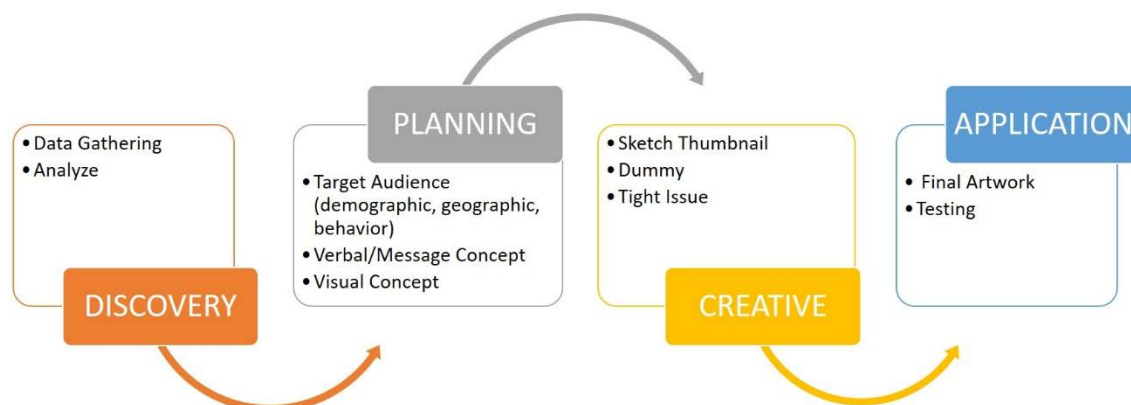 • Data Gathering
• Analyze
DISCOVERY
PLANNING
• Target Audience
(demographic, geographic,
behavior)
• Verbal/Message Concept
• Visual Concept
• Sketch Thumbnail
• Dummy
• Tight Issue
CREATIVE
APPLICATION
• Final Artwork
• Testing